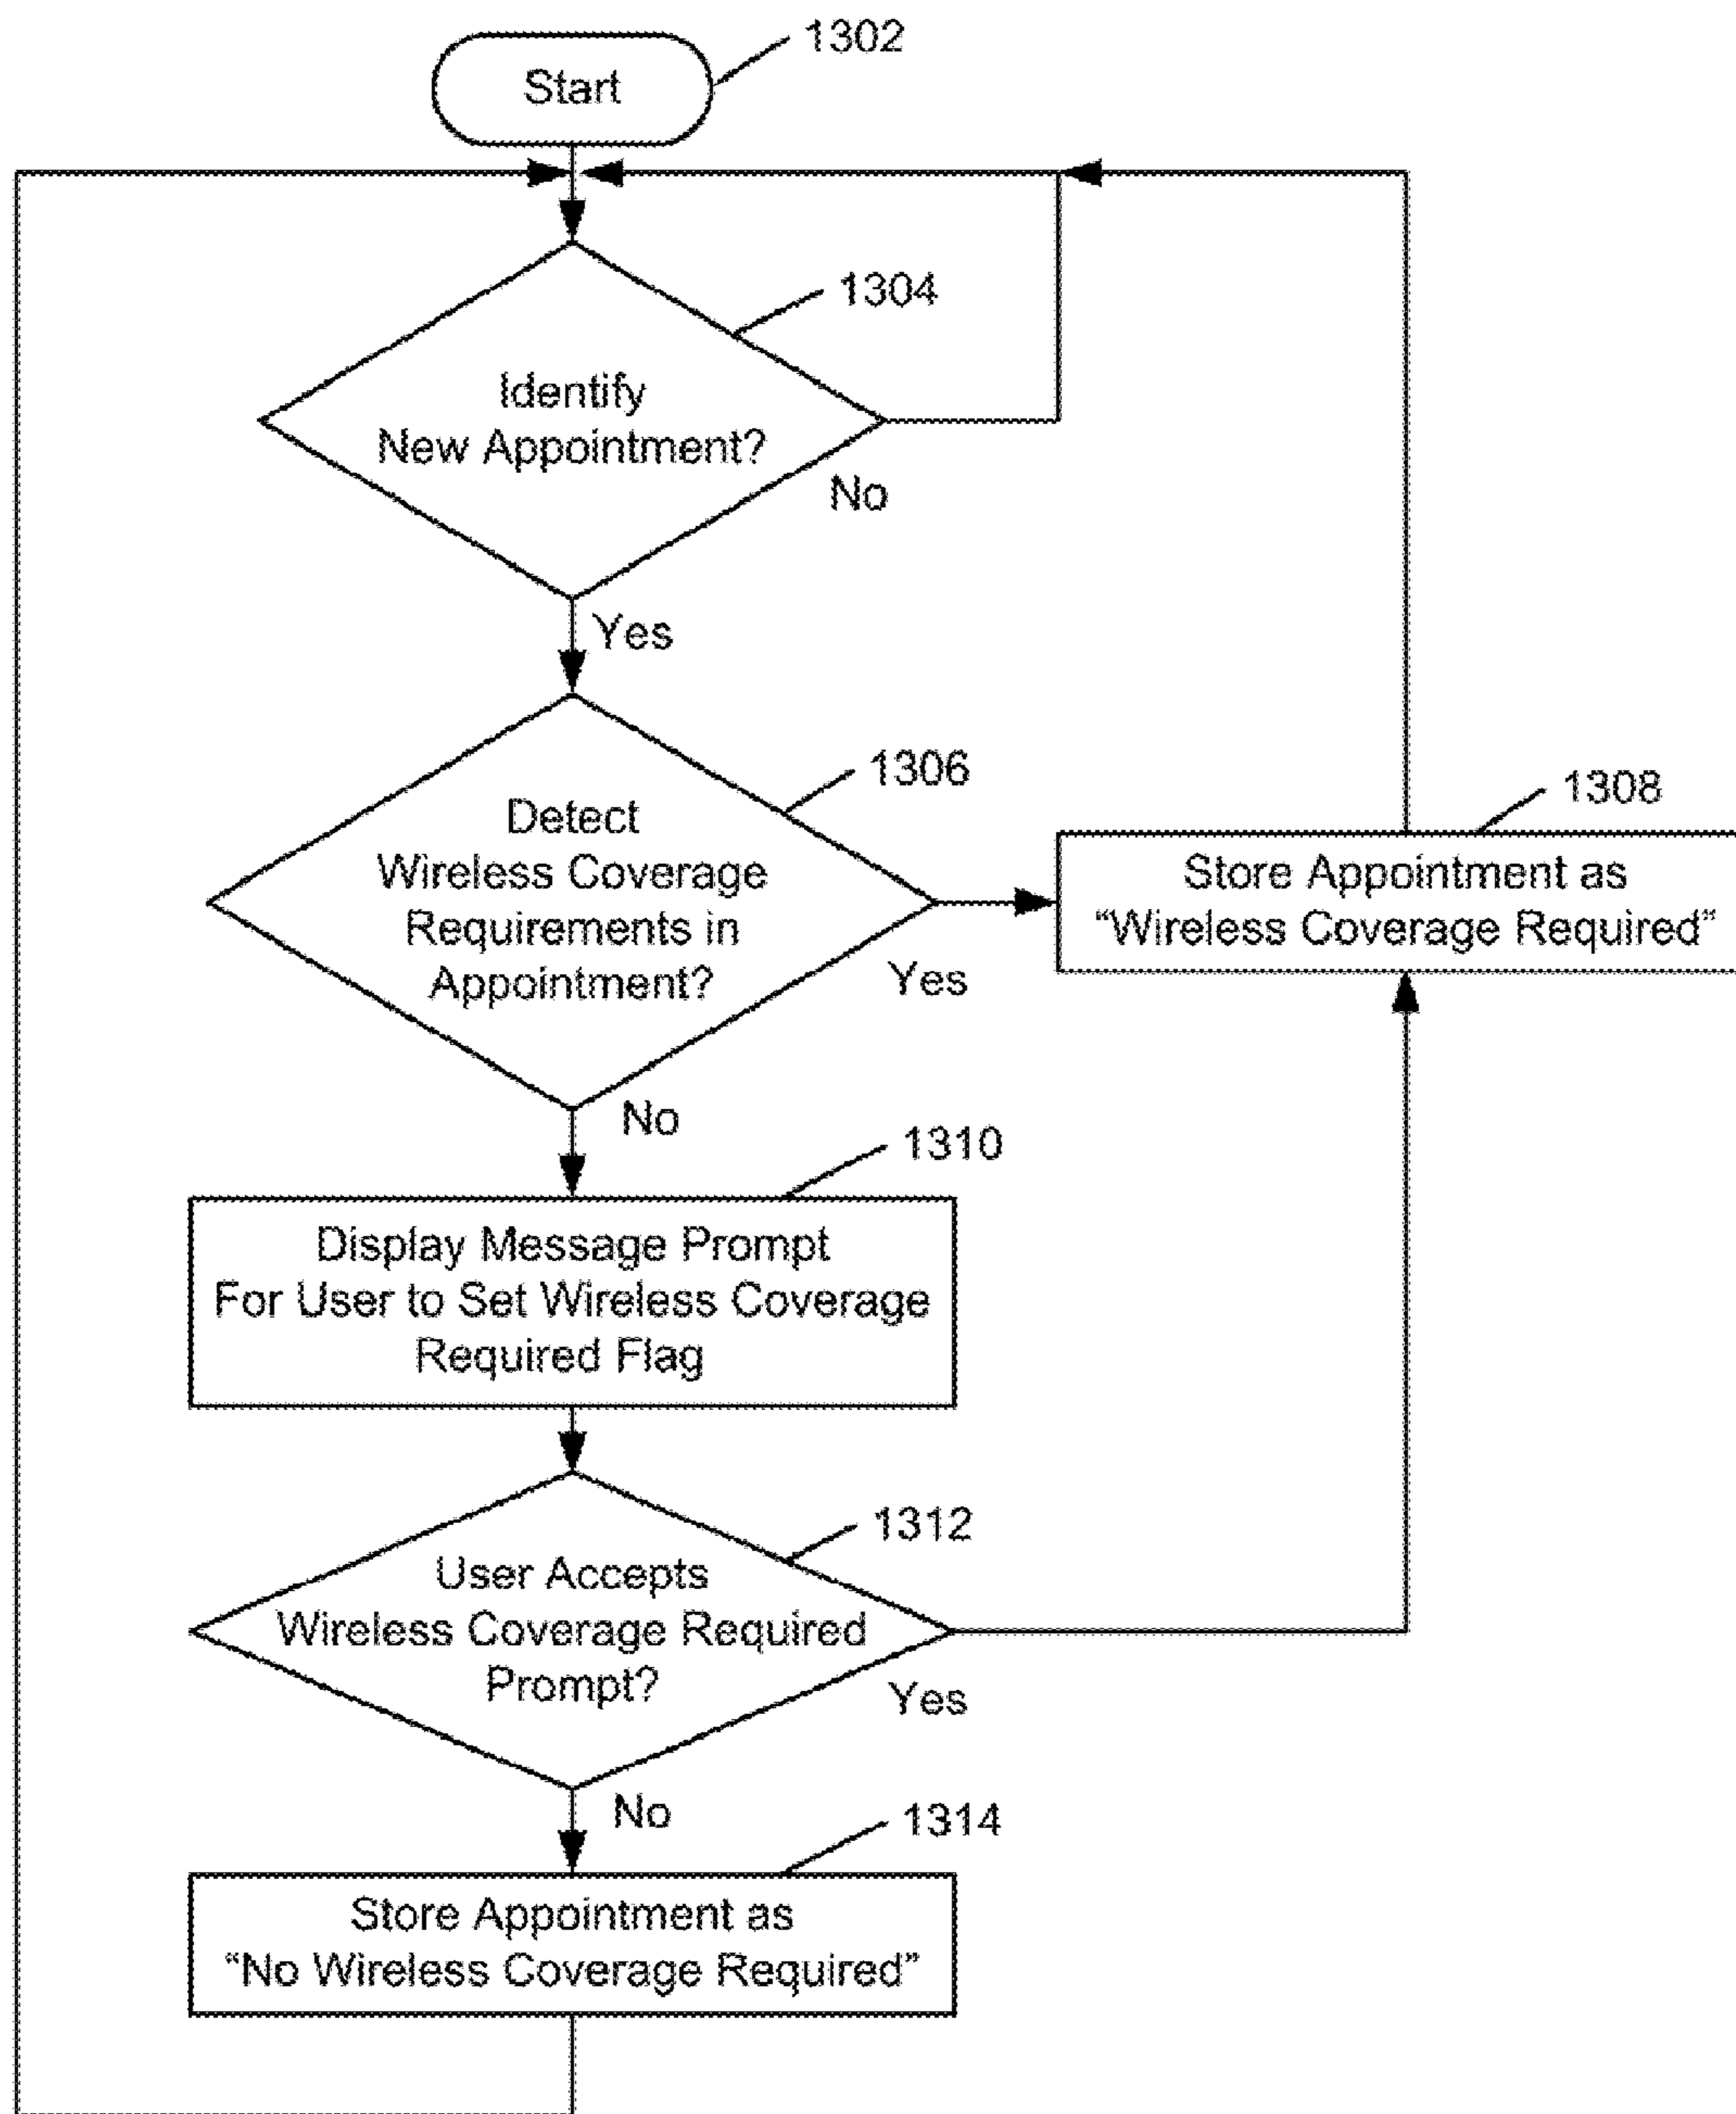 1302
Start
1304
Identify
New Appointment?
No
Yes
1306
Detect
Wireless Coverage
Requirements in
Appointment?
Yes
1308
Store Appointment as
“Wireless Coverage Required”
No
1310
Display Message Prompt
For User to Set Wireless Coverage
Required Flag
1312
User Accepts
Wireless Coverage Required
Prompt?
Yes
No
1314
Store Appointment as
“No Wireless Coverage Required”